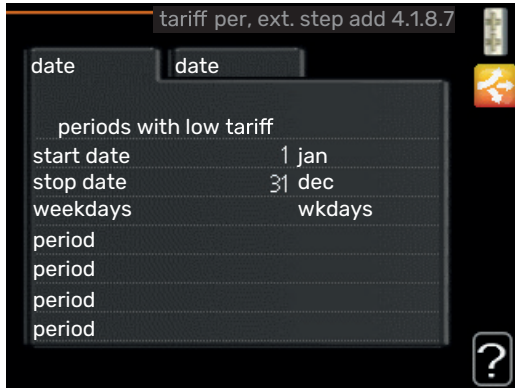 tariff per, ext. step add 4.1.8.7
date
date
periods with low tariff
start date 1 jan
stop date 31 dec
weekdays wkdays
period
period
period
period
?